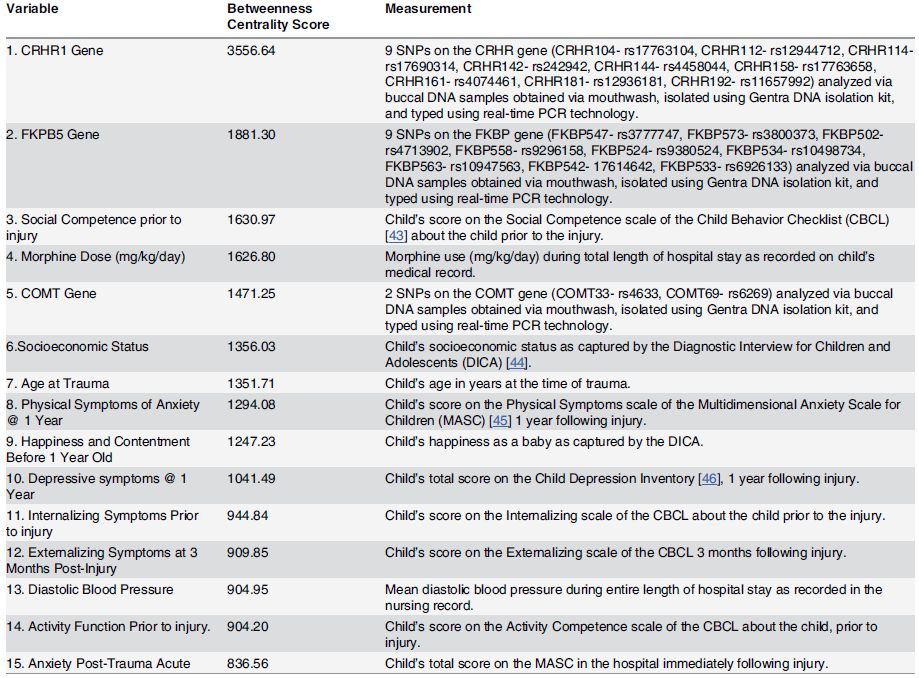 Variable Betweenness Centrality Score Measurement
1. CRHR1 Gene 3556.64 9 SNPs on the CRHR gene (CRHR104- rs17763104, CRHR112- rs12944712, CRHR114-
rs17690314, CRHR142- rs242942, CRHR144- rs4458044, CRHR158- rs17763658,
CRHR161- rs4074461, CRHR181- rs12936181, CRHR192- rs11657992) analyzed via
buccal DNA samples obtained via mouthwash, isolated using Gentra DNA isolation kit,
and typed using real-time PCR technology.
2. FKPB5 Gene 1881.30 9 SNPs on the FKBP gene (FKBP547- rs3777747, FKBP573- rs3800373, FKBP502-
rs4713902, FKBP558- rs9296158, FKBP524- rs9380524, FKBP534- rs10498734,
FKBP563- rs10947563, FKBP542- 17614642, FKBP533- rs6926133) analyzed via buccal
DNA samples obtained via mouthwash, isolated using Gentra DNA isolation kit, and
typed using real-time PCR technology.
3. Social Competence prior to
injury
1630.97 Child's score on the Social Competence scale of the Child Behavior Checklist (CBCL)
[43] about the child prior to the injury.
4. Morphine Dose (mg/kg/day) 1626.80 Morphine use (mg/kg/day) during total length of hospital stay as recorded on child's
medical record.
5. COMT Gene 1471.25 2 SNPs on the COMT gene (COMT33- rs4633, COMT69- rs6269) analyzed via buccal
DNA samples obtained via mouthwash, isolated using Gentra DNA isolation kit, and
typed using real-time PCR technology.
6.Socioeconomic Status 1356.03 Child's socioeconomic status as captured by the Diagnostic Interview for Children and
Adolescents (DICA) [44].
7. Age at Trauma 1351.71 Child's age in years at the time of trauma.
8. Physical Symptoms of Anxiety
@ 1 Year
1294.08 Child's score on the Physical Symptoms scale of the Multidimensional Anxiety Scale for
Children (MASC) [45] 1 year following injury.
9. Happiness and Contentment
Before 1 Year Old
1247.23 Child's happiness as a baby as captured by the DICA.
10. Depressive symptoms @ 1
Year
1041.49 Child's total score on the Child Depression Inventory [46], 1 year following injury.
11. Internalizing Symptoms Prior
to injury
944.84 Child's score on the Internalizing scale of the CBCL about the child prior to the injury.
12. Externalizing Symptoms at 3
Months Post-Injury
909.85 Child's score on the Externalizing scale of the CBCL 3 months following injury.
13. Diastolic Blood Pressure 904.95 Mean diastolic blood pressure during entire length of hospital stay as recorded in the
nursing record.
14. Activity Function Prior to injury. 904.20 Child's score on the Activity Competence scale of the CBCL about the child, prior to
injury.
15. Anxiety Post-Trauma Acute 836.56 Child's total score on the MASC in the hospital immediately following injury.